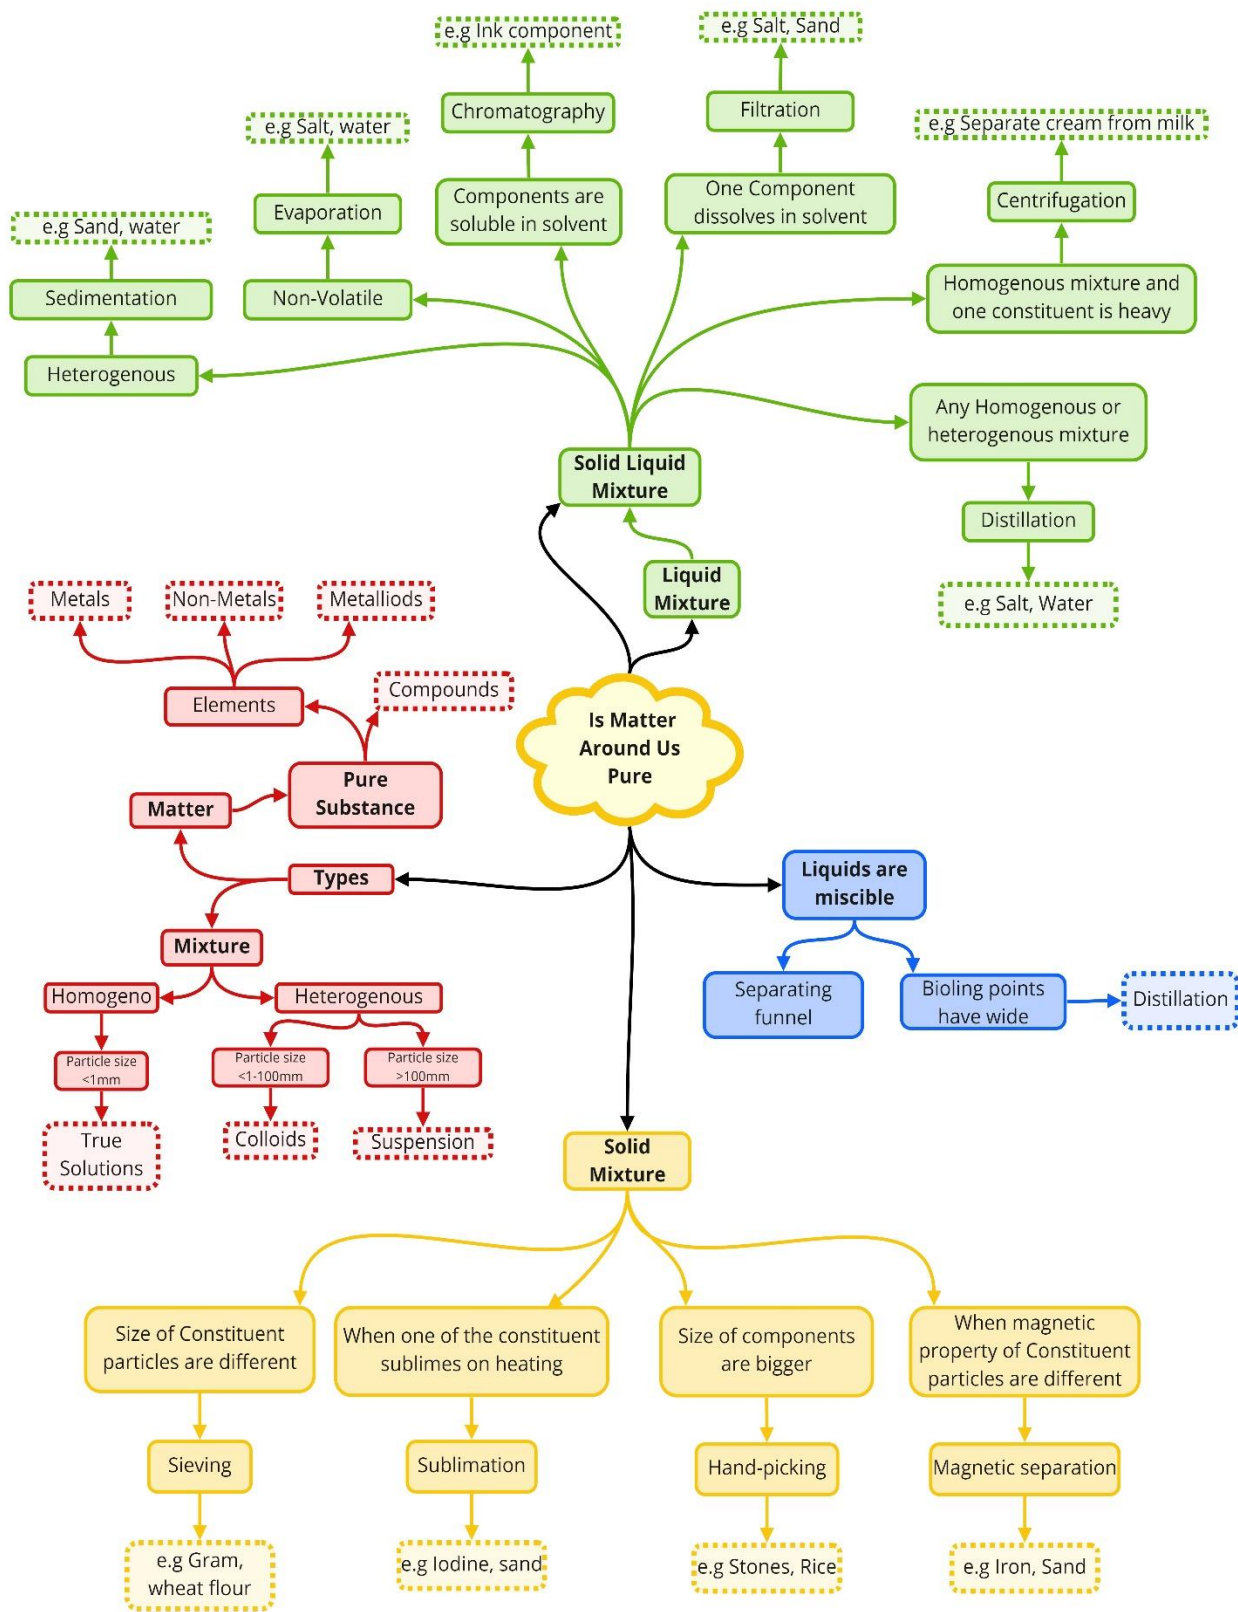 e.g Ink component
e.g Salt, Sand
Chromatography
Filtration
e.g Salt, water
e.g Separate cream from milk
Components are
soluble in solvent
One Component
dissolves in solvent
Evaporation
Centrifugation
e.g Sand, water
Sedimentation
Non-Volatile
Homogenous mixture and
one constituent is heavy
Heterogenous
Any Homogenous or
heterogenous mixture
Solid Liquid
Mixture
Distillation
Liquid
Mixture
e.g Salt, Water
Metals
Non-Metals
Metalliods
Elements
Compounds
Is Matter
Around Us
Pure
Pure
Substance
Matter
Types
Liquids are
miscible
Mixture
Separating
funnel
Bioling points
have wide
Distillation
Homogeno
Heterogenous
Particle size
<1mm
Particle size
<1-100mm
Particle size
>100mm
True
Solutions
Colloids
Suspension
Solid
Mixture
Size of Constituent
particles are different
When one of the constituent
sublimes on heating
Size of components
are bigger
When magnetic
property of Constituent
particles are different
Sieving
Sublimation
Hand-picking
Magnetic separation
e.g Gram,
wheat flour
e.g Iodine, sand
e.g Stones, Rice
e.g Iron, Sand